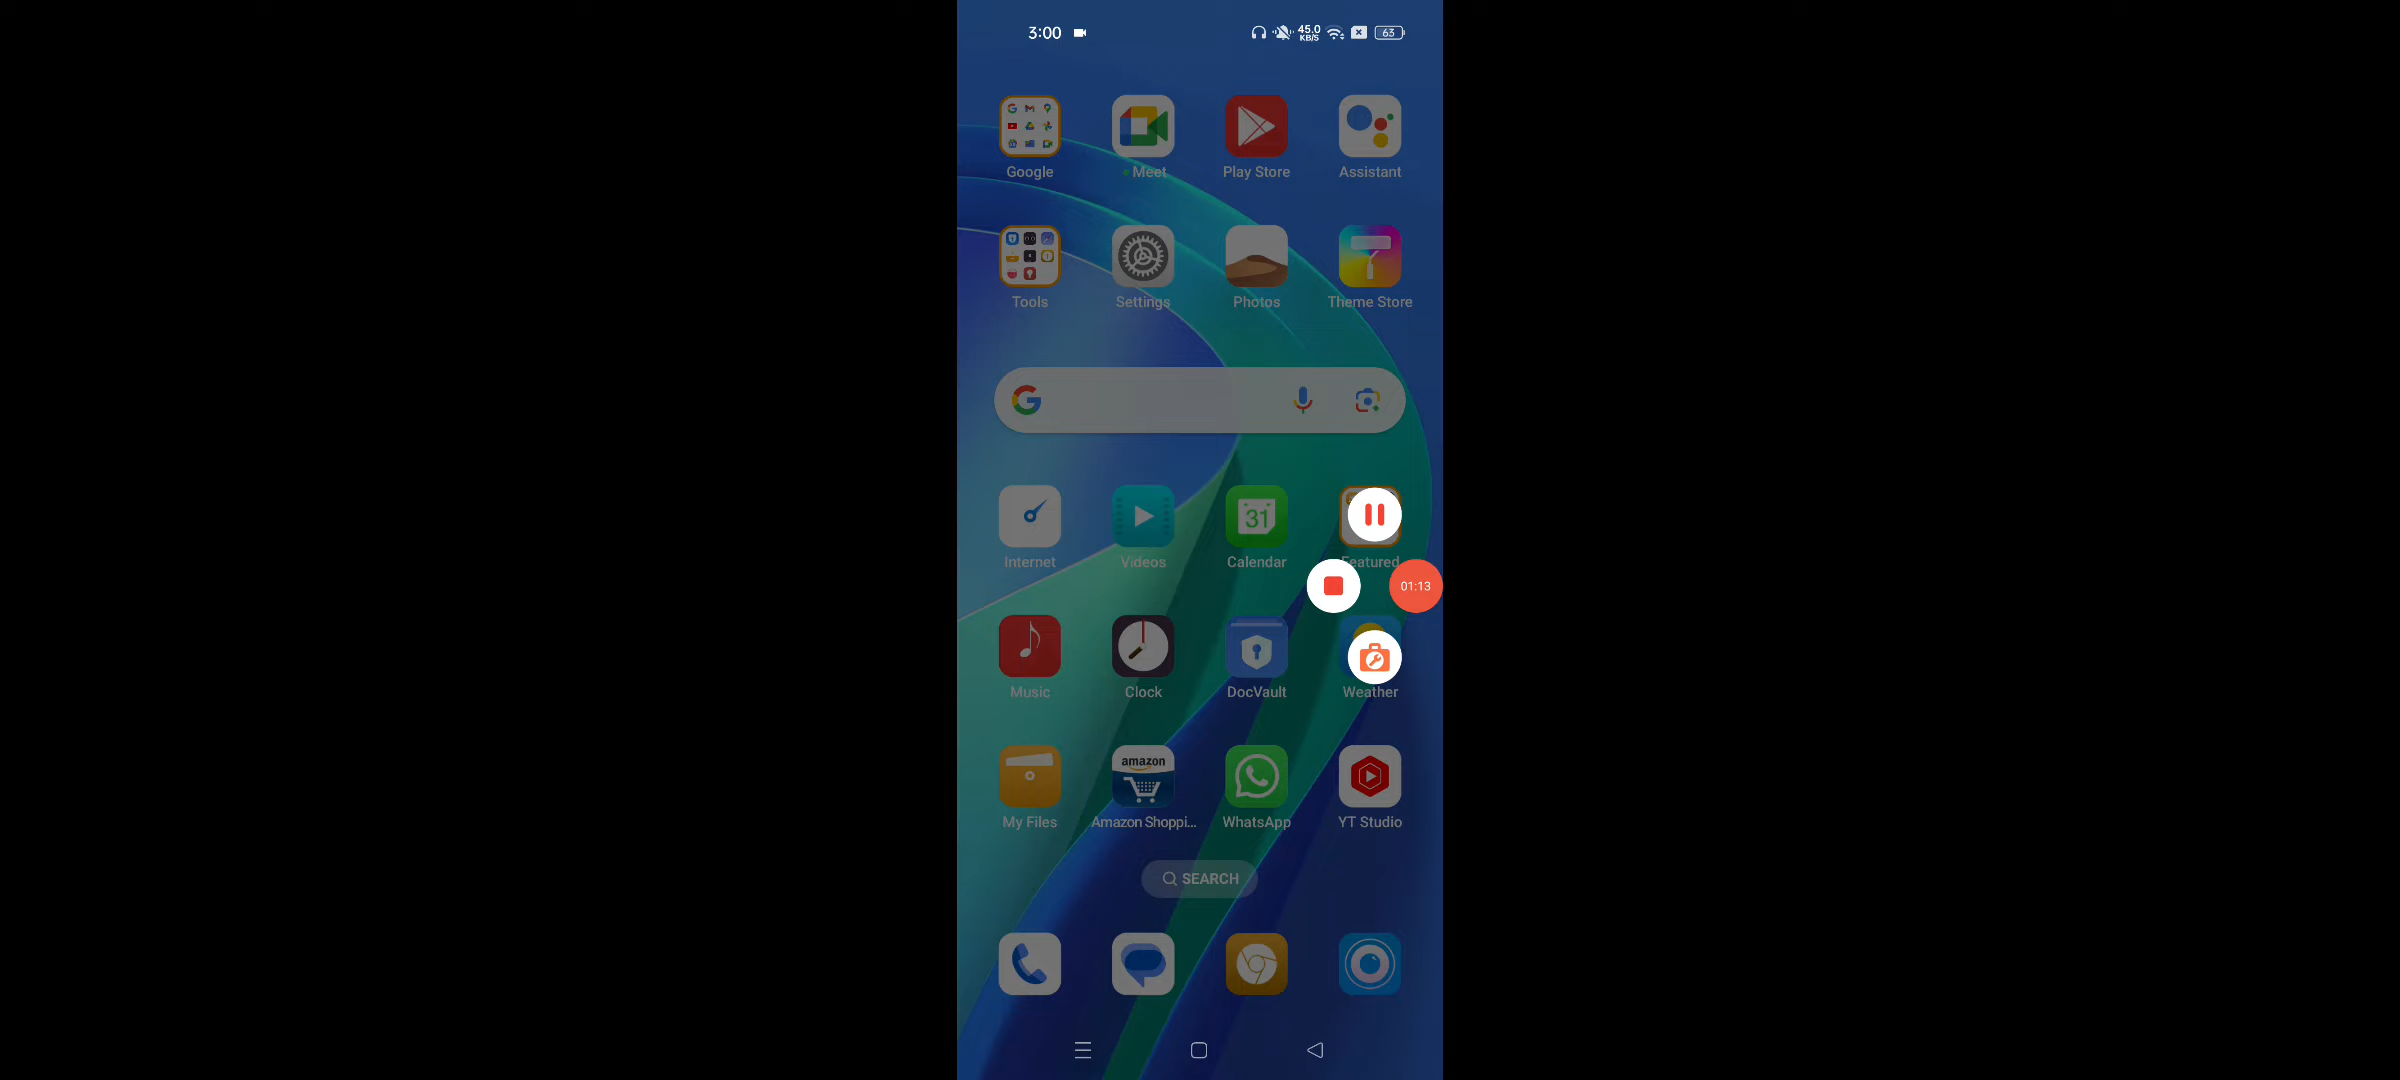 3:00 45.0 KB/S 63
Google Meet Play Store Assistant
Tools Settings Photos Theme Store
31
Internet Videos Calendar Featured
01:13
Music Clock DocVault Weather
amazon
My Files Amazon Shoppi... WhatsApp YT Studio
SEARCH